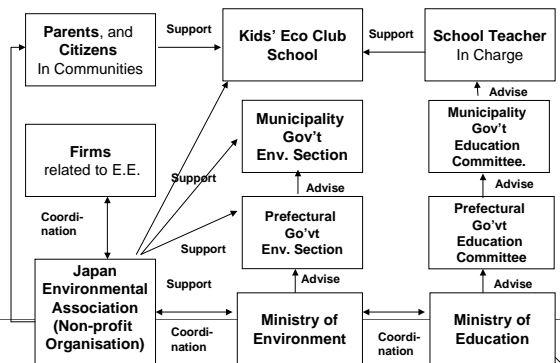 Parents, and
Citizens
In Communities
Support
Kids' Eco Club
School
Support
School Teacher
In Charge
Advise
Firms
related to E.E.
Municipality
Gov't
Env. Section
Municipality
Gov't
Education
Committee.
Support
Advise
Advise
Coordi-
nation
Support
Prefectural
Go'vt
Env. Section
Prefectural
Go'vt
Education
Committee
Japan
Environmental
Association
(Non-profit
Organisation)
Support
Advise
Advise
Coordi-
nation
Ministry of
Environment
Coordi-
nation
Ministry of
Education